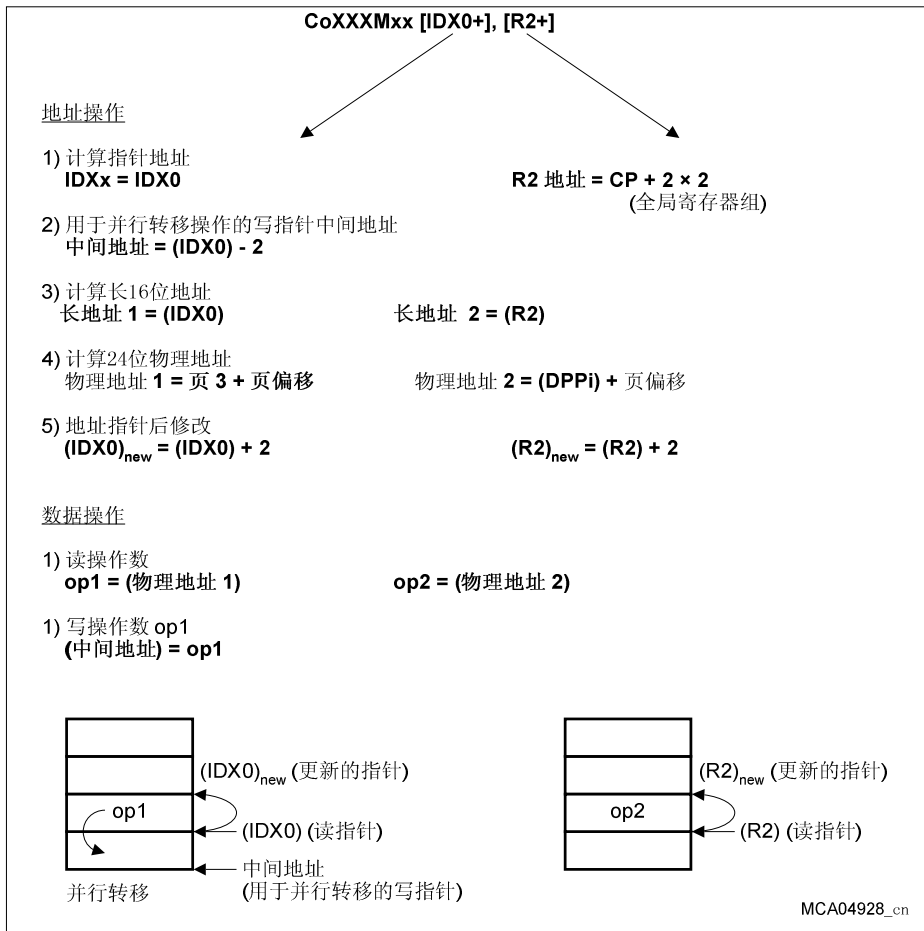 CoXXXMxx [IDX0+], [R2+]
地址操作
1) 计算指针地址
IDXx = IDX0
R2 地址 = CP + 2 × 2
(全局寄存器组)
2) 用于并行转移操作的写指针中间地址
中间地址 = (IDX0) - 2
3) 计算长16位地址
长地址 1 = (IDX0)
长地址 2 = (R2)
4) 计算24位物理地址
物理地址 1 = 页 3 + 页偏移
物理地址 2 = (DPPi) + 页偏移
5) 地址指针后修改
(IDX0)new = (IDX0) + 2
(R2)new = (R2) + 2
数据操作
1) 读操作数
op1 = (物理地址 1)
op2 = (物理地址 2)
1) 写操作数 op1
(中间地址) = op1
(IDX0)new (更新的指针)
op1
(IDX0) (读指针)
中间地址
(用于并行转移的写指针)
并行转移
(R2)new (更新的指针)
op2
(R2) (读指针)
MCA04928_cn